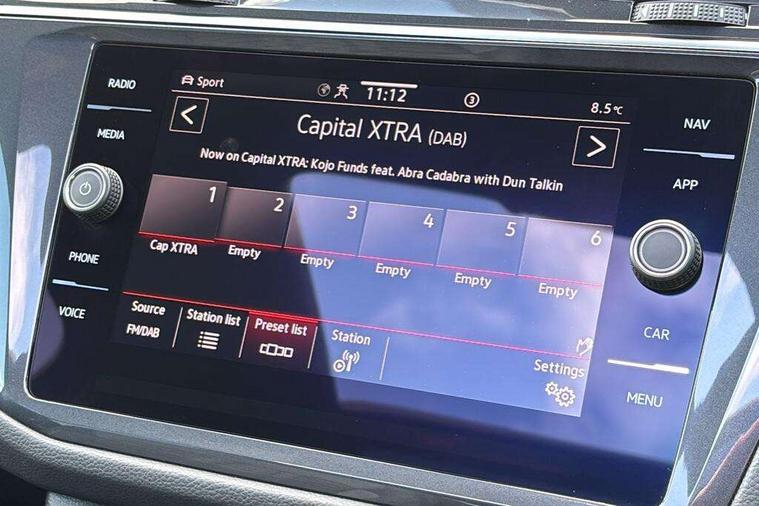 RADIO
MEDIA
PHONE
VOICE
Sport
11:12
3
8.5°C
Capital XTRA (DAB)
Now on Capital XTRA: Kojo Funds feat. Abra Cadabra with Dun Talkin
1 2 3 4 5 6
Cap XTRA Empty Empty Empty Empty Empty
Source
FM/DAB
Station list
Preset list
Station
Settings
NAV
APP
CAR
MENU